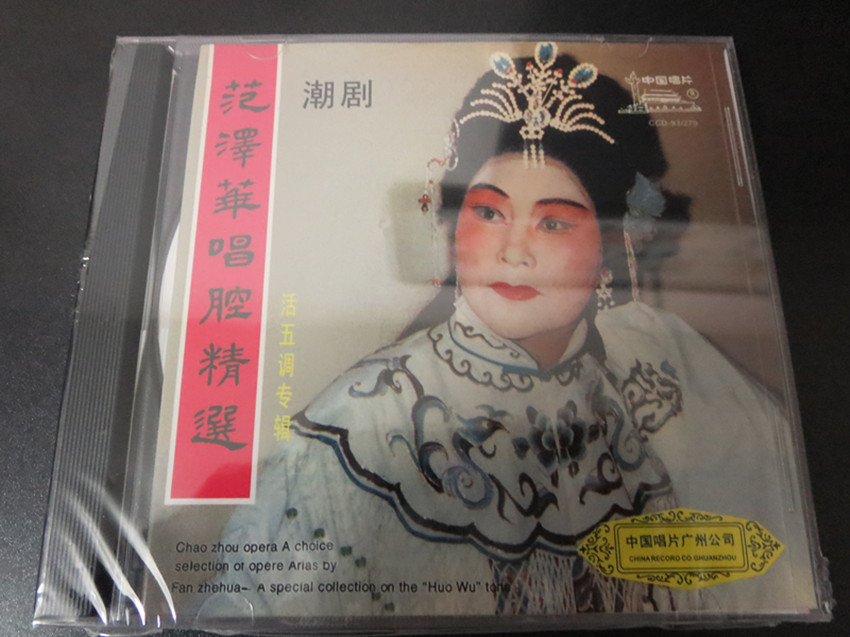 范澤華唱腔精選
潮剧
中国唱片
®
CCD-93/270
活五调专辑
Chao zhou opera A choice
selection of opere Arias by
Fan zhehua— A special collection on the "Huo Wu" tone
中国唱片广州公司
CHINA RECORD CO.GHUANZHOU